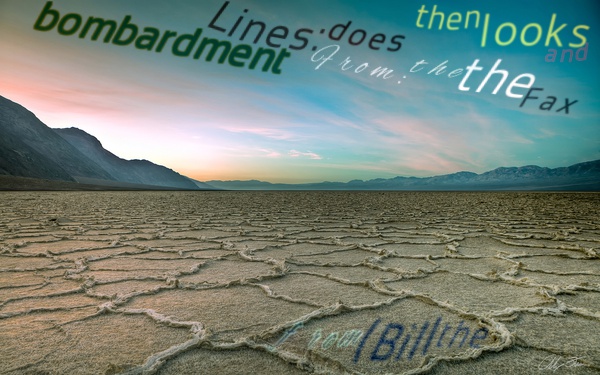 bombardment
Lines: does
From: the
then looks
and
the
Fax
from /Bill the